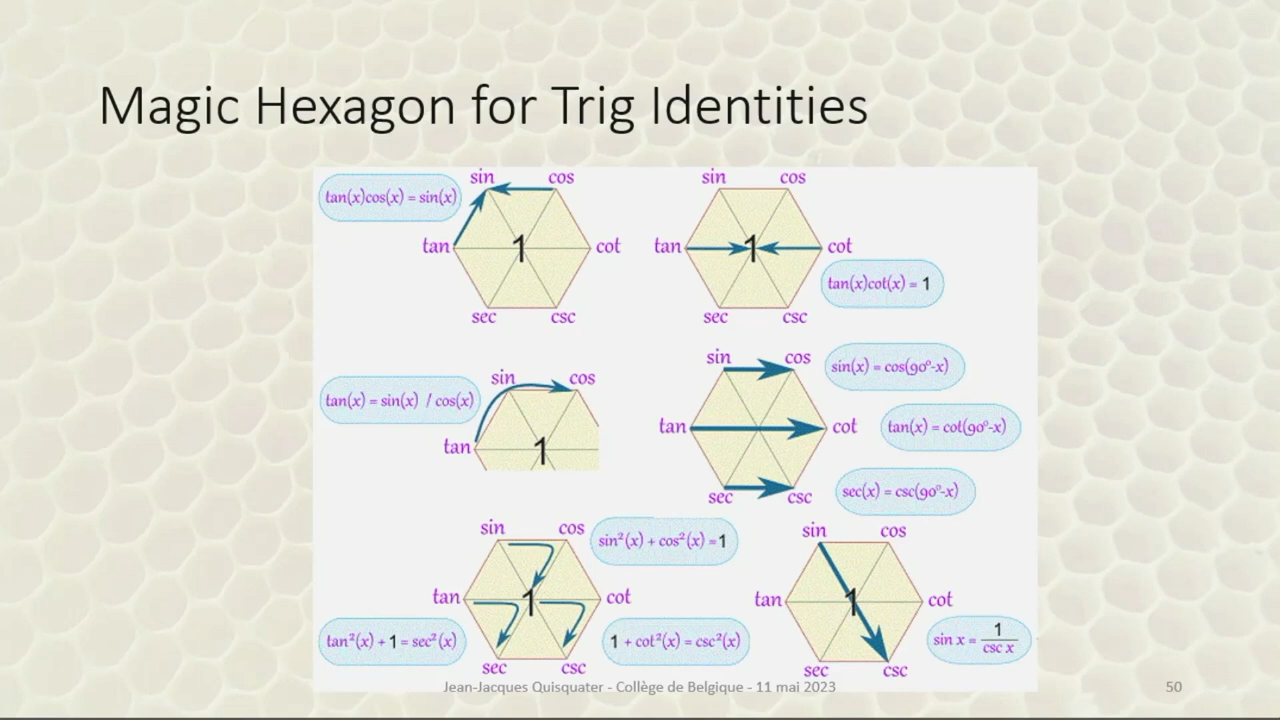 Magic Hexagon for Trig Identities
sin cos
tan(x)cos(x) = sin(x)
tan 1 cot
sec csc
sin cos
tan 1 cot
tan(x)cot(x) = 1
sec csc
sin cos
tan(x) = sin(x) / cos(x)
tan 1
sin cos
sin(x) = cos(90°-x)
tan cot
tan(x) = cot(90°-x)
sec csc
sec(x) = csc(90°-x)
sin cos
sin²(x) + cos²(x) = 1
tan 1 cot
tan²(x) + 1 = sec²(x)
1 + cot²(x) = csc²(x)
sec csc
sin cos
tan 1 cot
sin x = 1 / csc x
sec csc
Jean-Jacques Quisquater - Collège de Belgique - 11 mai 2023
50